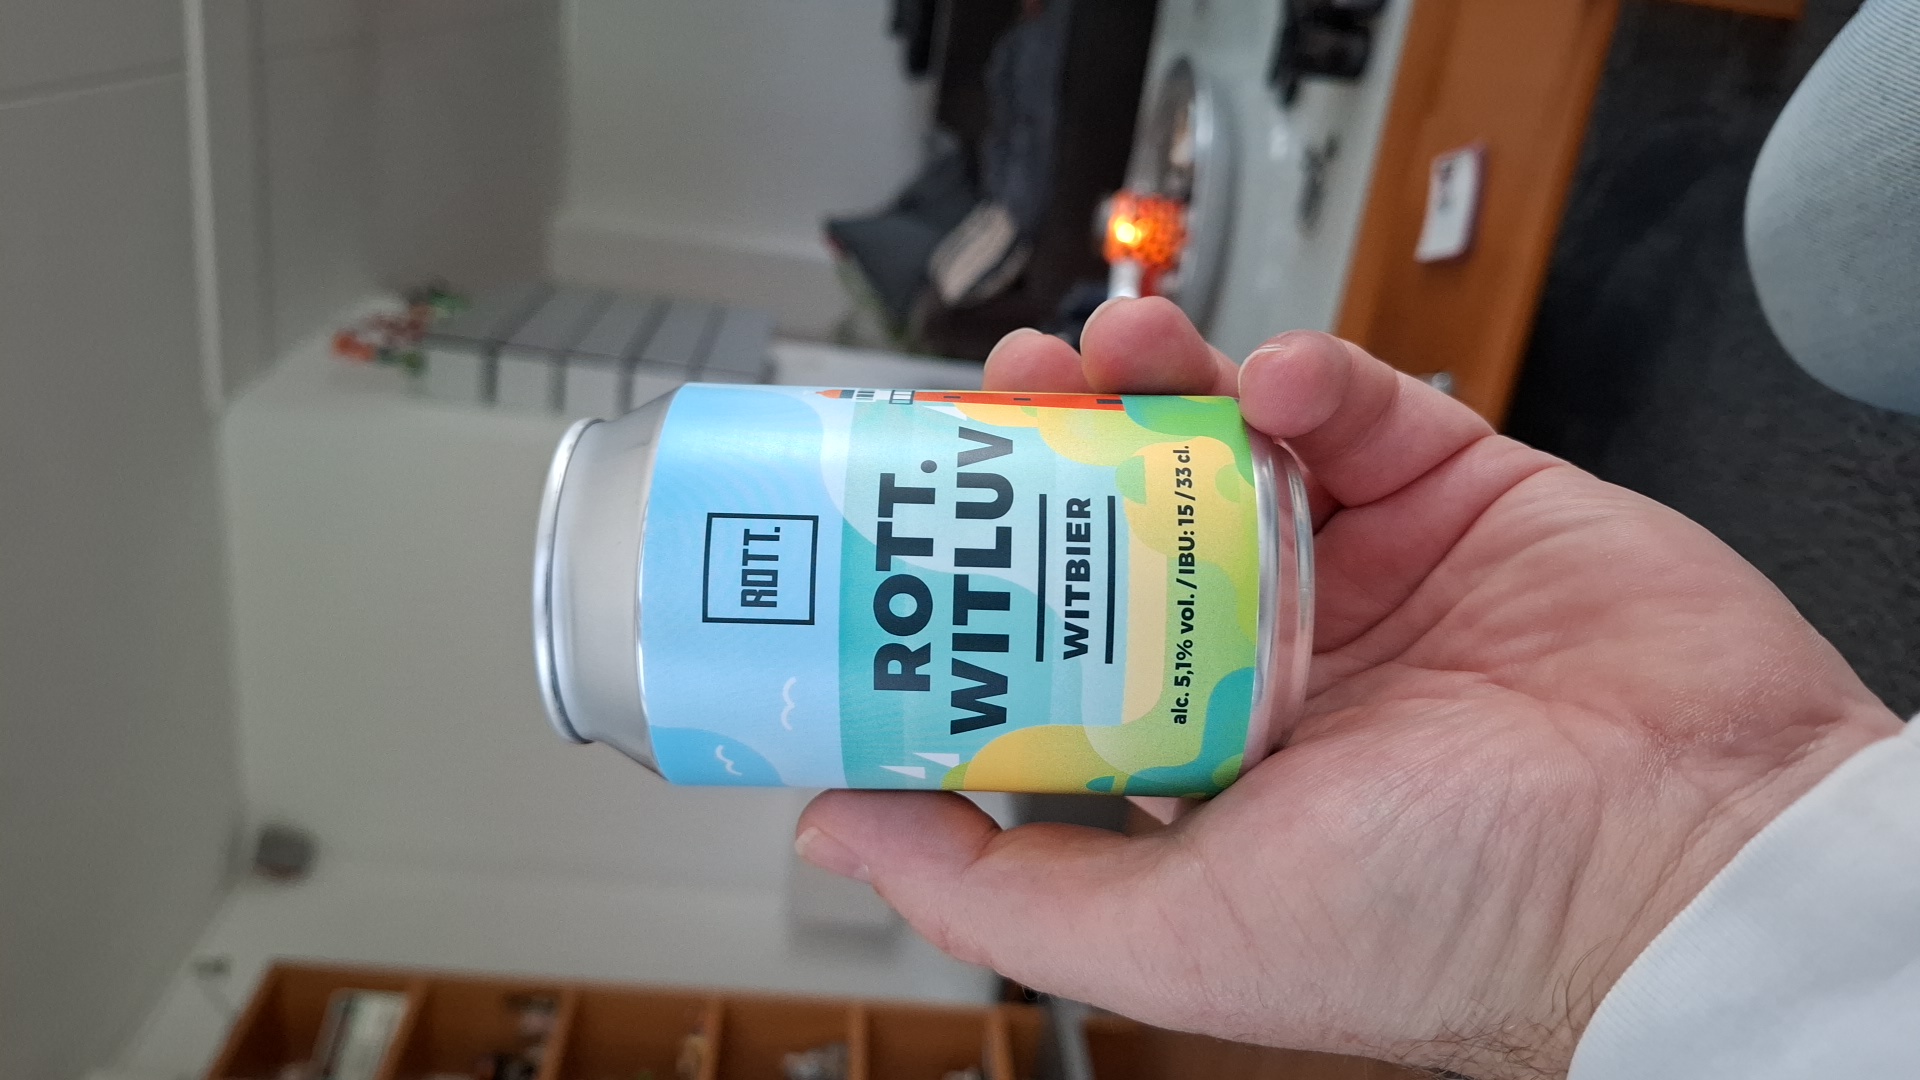 ROTT.
ROTT.
WITLUV
WITBIER
alc. 5,1% vol. / IBU: 15 / 33 cl.